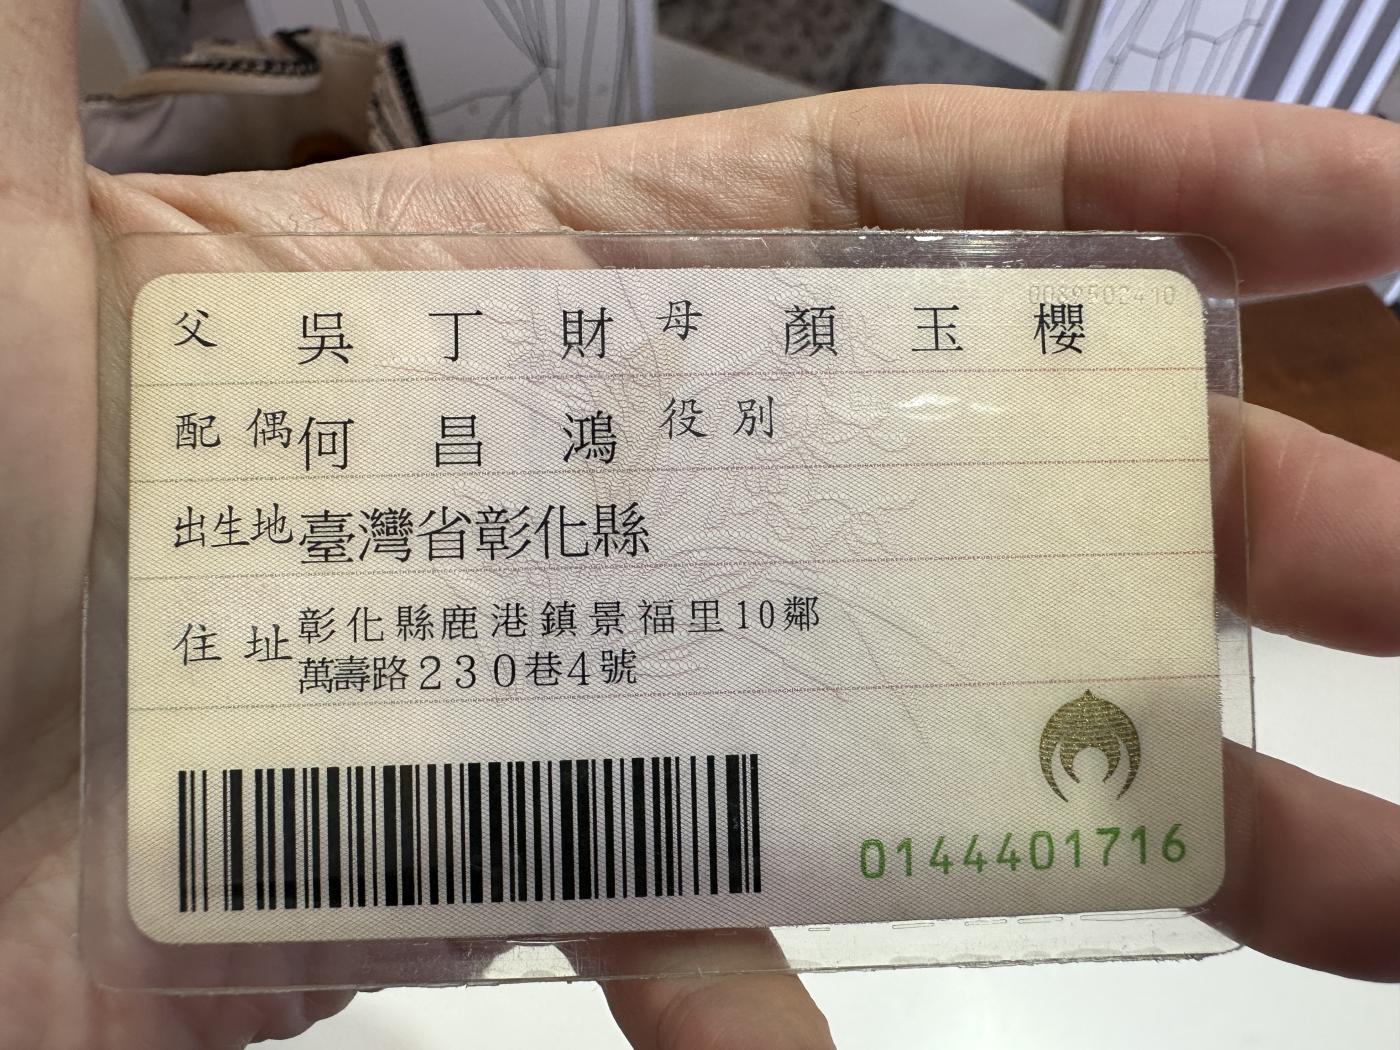 父 吳丁財 母 顏玉櫻
配偶 何昌鴻 役別
出生地 臺灣省彰化縣
住址 彰化縣鹿港鎮景福里10鄰
萬壽路230巷4號
0144401716